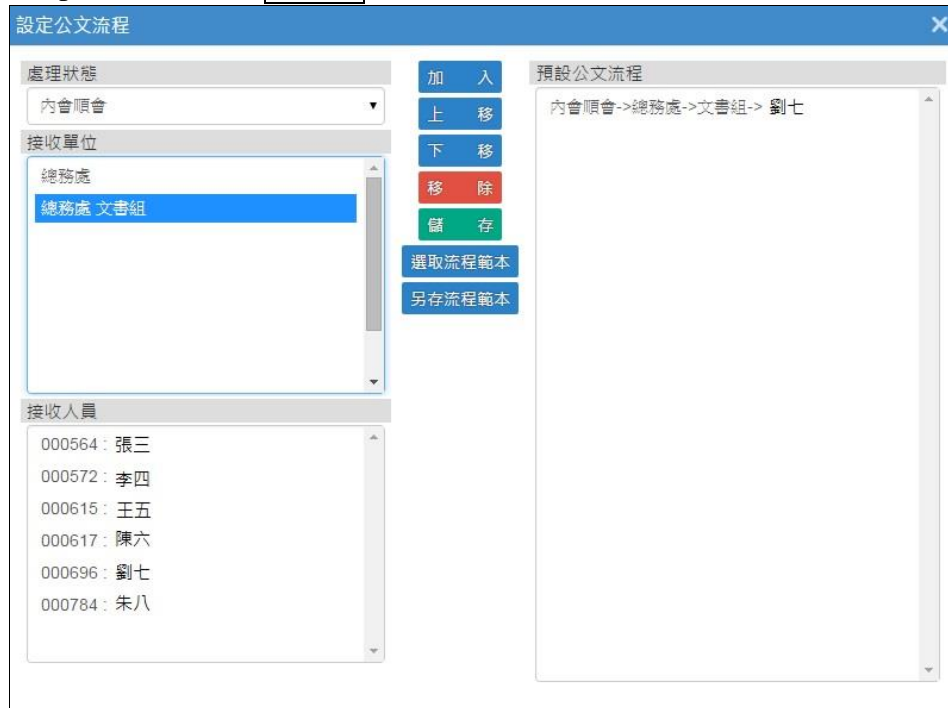 設定公文流程
處理狀態
內會順會
接收單位
總務處
總務處 文書組
接收人員
000564 : 張三
000572 : 李四
000615 : 王五
000617 : 陳六
000696 : 劉七
000784 : 朱八
加 入
上 移
下 移
移 除
儲 存
選取流程範本
另存流程範本
預設公文流程
內會順會->總務處->文書組-> 劉七